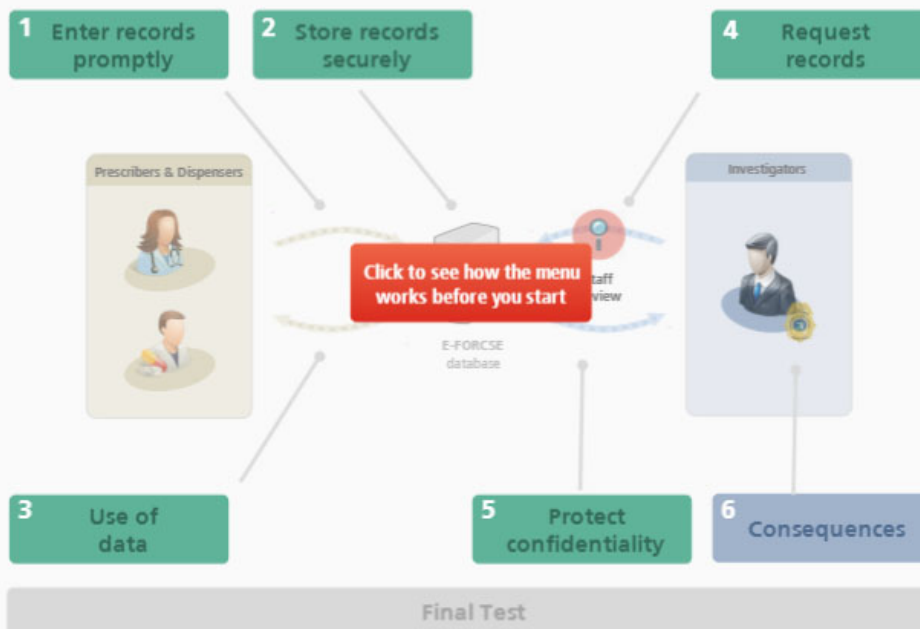 1 Enter records
promptly
2 Store records
securely
4 Request
records
Prescribers & Dispensers
Investigators
Click to see how the menu
works before you start
E-FORCSE
database
3 Use of
data
5 Protect
confidentiality
6 Consequences
Final Test